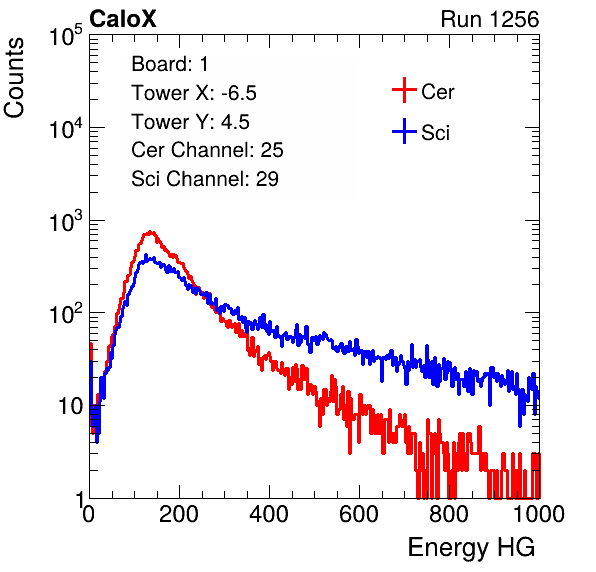 CaloX Run 1256
Counts
Board: 1
Tower X: -6.5
Tower Y: 4.5
Cer Channel: 25
Sci Channel: 29
Cer
Sci
10^5
10^4
10^3
10^2
10
1
0 200 400 600 800 1000
Energy HG